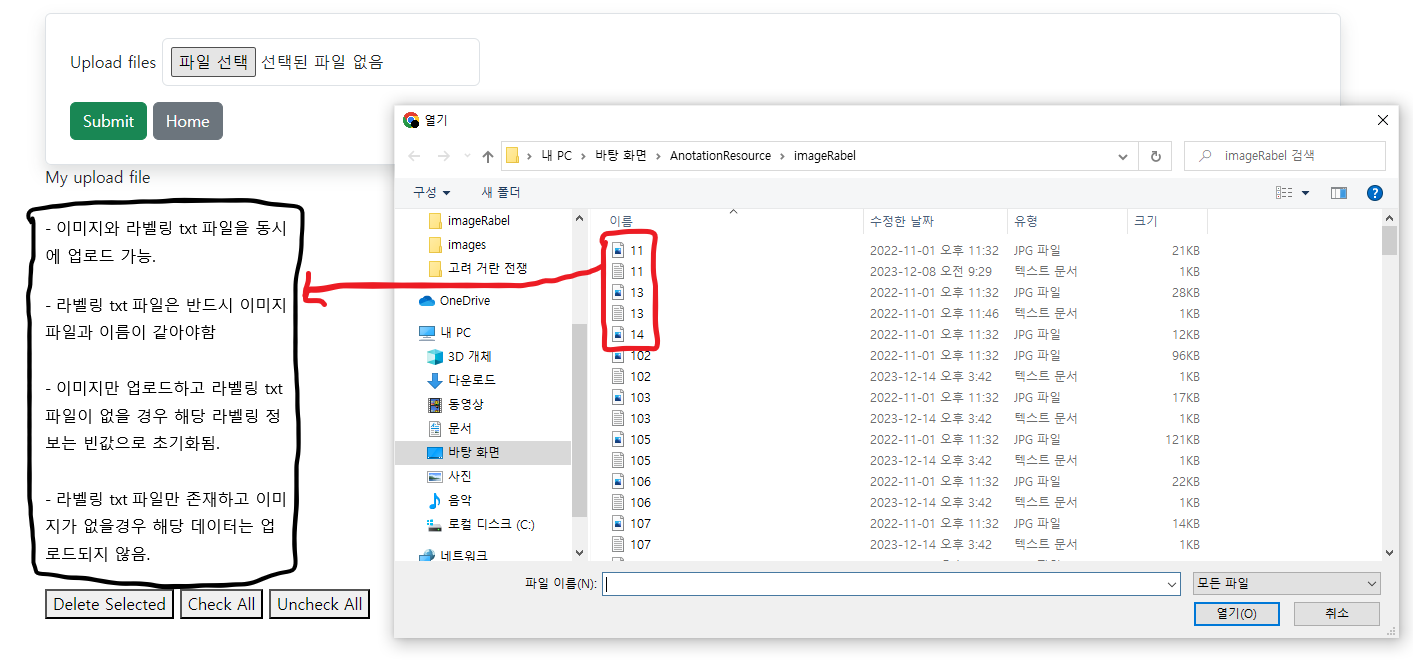 Upload files 파일 선택 선택된 파일 없음
Submit Home
My upload file
- 이미지와 라벨링 txt 파일을 동시
에 업로드 가능.
- 라벨링 txt 파일은 반드시 이미지
파일과 이름이 같아야함
- 이미지만 업로드하고 라벨링 txt
파일이 없을 경우 해당 라벨링 정
보는 빈값으로 초기화됨.
- 라벨링 txt 파일만 존재하고 이미
지가 없을경우 해당 데이터는 업
로드되지 않음.
Delete Selected Check All Uncheck All
열기
내 PC 바탕 화면 AnotationResource imageRabel
imageRabel 검색
구성 새 폴더
imageRabel
images
고려 거란 전쟁
OneDrive
내 PC
3D 개체
다운로드
동영상
문서
바탕 화면
사진
음악
로컬 디스크 (C:)
네트워크
이름 수정한 날짜 유형 크기
11 2022-11-01 오후 11:32 JPG 파일 21KB
11 2023-12-08 오전 9:29 텍스트 문서 1KB
13 2022-11-01 오후 11:32 JPG 파일 28KB
13 2022-11-01 오후 11:46 텍스트 문서 1KB
14 2022-11-01 오후 11:32 JPG 파일 12KB
102 2022-11-01 오후 11:32 JPG 파일 96KB
102 2023-12-14 오후 3:42 텍스트 문서 1KB
103 2022-11-01 오후 11:32 JPG 파일 17KB
103 2023-12-14 오후 3:42 텍스트 문서 1KB
105 2022-11-01 오후 11:32 JPG 파일 121KB
105 2023-12-14 오후 3:42 텍스트 문서 1KB
106 2022-11-01 오후 11:32 JPG 파일 22KB
106 2023-12-14 오후 3:42 텍스트 문서 1KB
107 2022-11-01 오후 11:32 JPG 파일 14KB
107 2023-12-14 오후 3:42 텍스트 문서 1KB
파일 이름(N): 모든 파일
열기(O) 취소